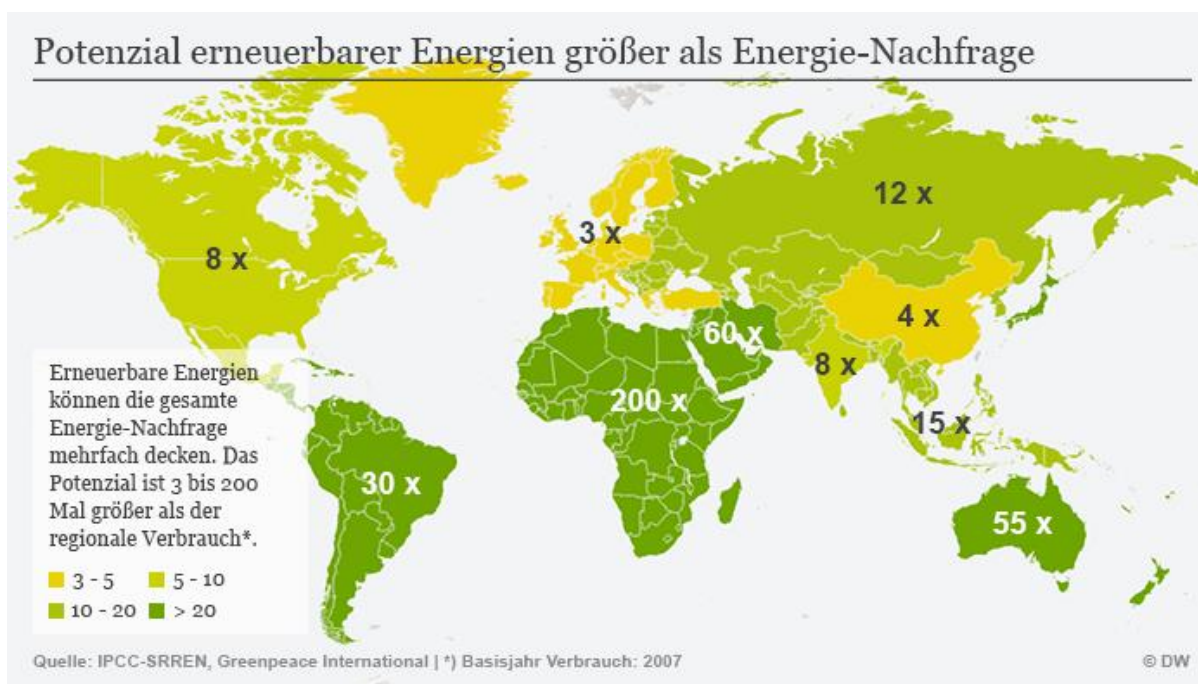 Potenzial erneuerbarer Energien größer als Energie-Nachfrage
12 x
3 x
8 x
4 x
60 x
8 x
200 x
15 x
30 x
55 x
Erneuerbare Energien
können die gesamte
Energie-Nachfrage
mehrfach decken. Das
Potenzial ist 3 bis 200
Mal größer als der
regionale Verbrauch*.
3 - 5 5 - 10
10 - 20 > 20
Quelle: IPCC-SRREN, Greenpeace International | *) Basisjahr Verbrauch: 2007 © DW